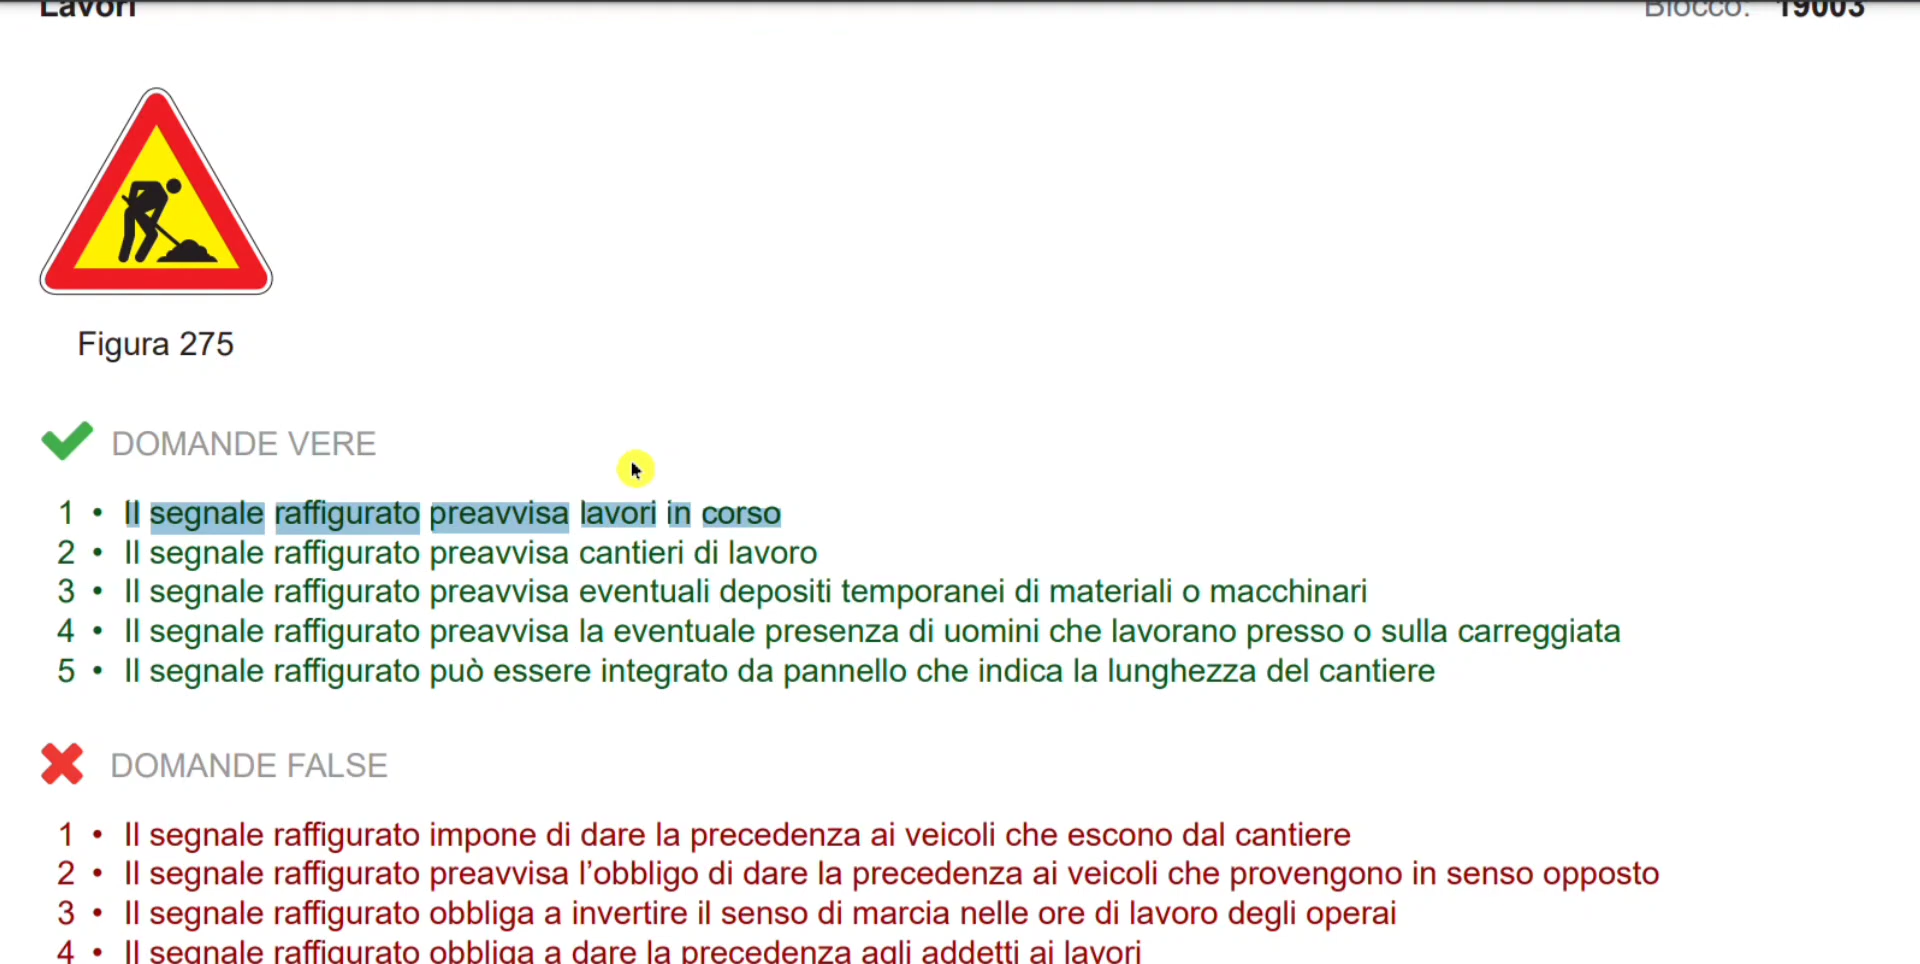 Lavori Blocco: 19003
Figura 275
DOMANDE VERE
1 • Il segnale raffigurato preavvisa lavori in corso
2 • Il segnale raffigurato preavvisa cantieri di lavoro
3 • Il segnale raffigurato preavvisa eventuali depositi temporanei di materiali o macchinari
4 • Il segnale raffigurato preavvisa la eventuale presenza di uomini che lavorano presso o sulla carreggiata
5 • Il segnale raffigurato può essere integrato da pannello che indica la lunghezza del cantiere
DOMANDE FALSE
1 • Il segnale raffigurato impone di dare la precedenza ai veicoli che escono dal cantiere
2 • Il segnale raffigurato preavvisa l’obbligo di dare la precedenza ai veicoli che provengono in senso opposto
3 • Il segnale raffigurato obbliga a invertire il senso di marcia nelle ore di lavoro degli operai
4 • Il segnale raffigurato obbliga a dare la precedenza agli addetti ai lavori